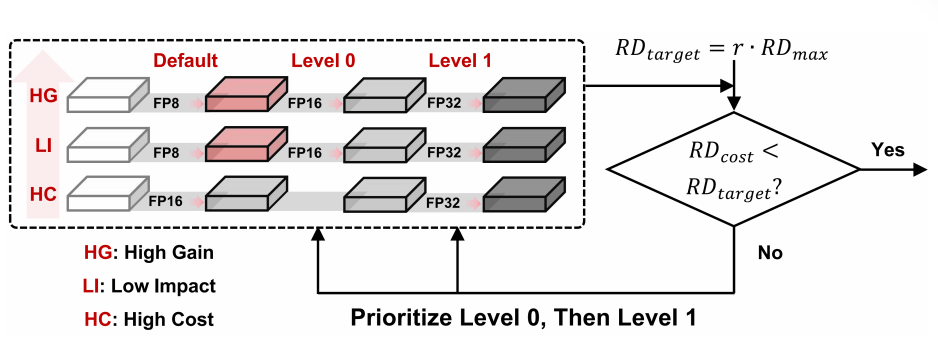 Default Level 0 Level 1
HG FP8 FP16 FP32
LI FP8 FP16 FP32
HC FP16 FP32
HG: High Gain
LI: Low Impact
HC: High Cost
RD_target = r · RD_max
RD_cost <
RD_target?
Yes
No
Prioritize Level 0, Then Level 1